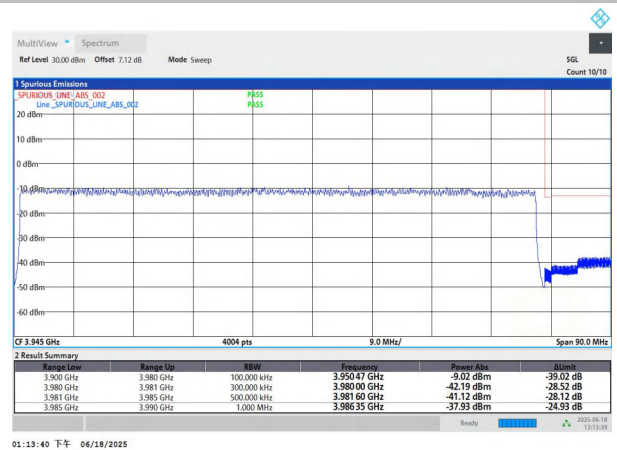 MultiView Spectrum
Ref Level 30.00 dBm Offset 7.12 dB Mode Sweep SGL
Count 10/10
1 Spurious Emissions
SPURIOUS_LINE_ABS_002 PASS
Line _SPURIOUS_LINE_ABS_002 PASS
20 dBm
10 dBm
0 dBm
-10 dBm
-20 dBm
-30 dBm
-40 dBm
-50 dBm
-60 dBm
CF 3.945 GHz 4004 pts 9.0 MHz/ Span 90.0 MHz
2 Result Summary
Range Low Range Up RBW Frequency Power Abs ΔLimit
3.900 GHz 3.980 GHz 100.000 kHz 3.95047 GHz -9.02 dBm -39.02 dB
3.980 GHz 3.981 GHz 300.000 kHz 3.98000 GHz -42.19 dBm -28.52 dB
3.981 GHz 3.985 GHz 500.000 kHz 3.98160 GHz -41.12 dBm -28.12 dB
3.985 GHz 3.990 GHz 1.000 MHz 3.98635 GHz -37.93 dBm -24.93 dB
Ready 2025-06-18
13:13:39
01:13:40 下午 06/18/2025